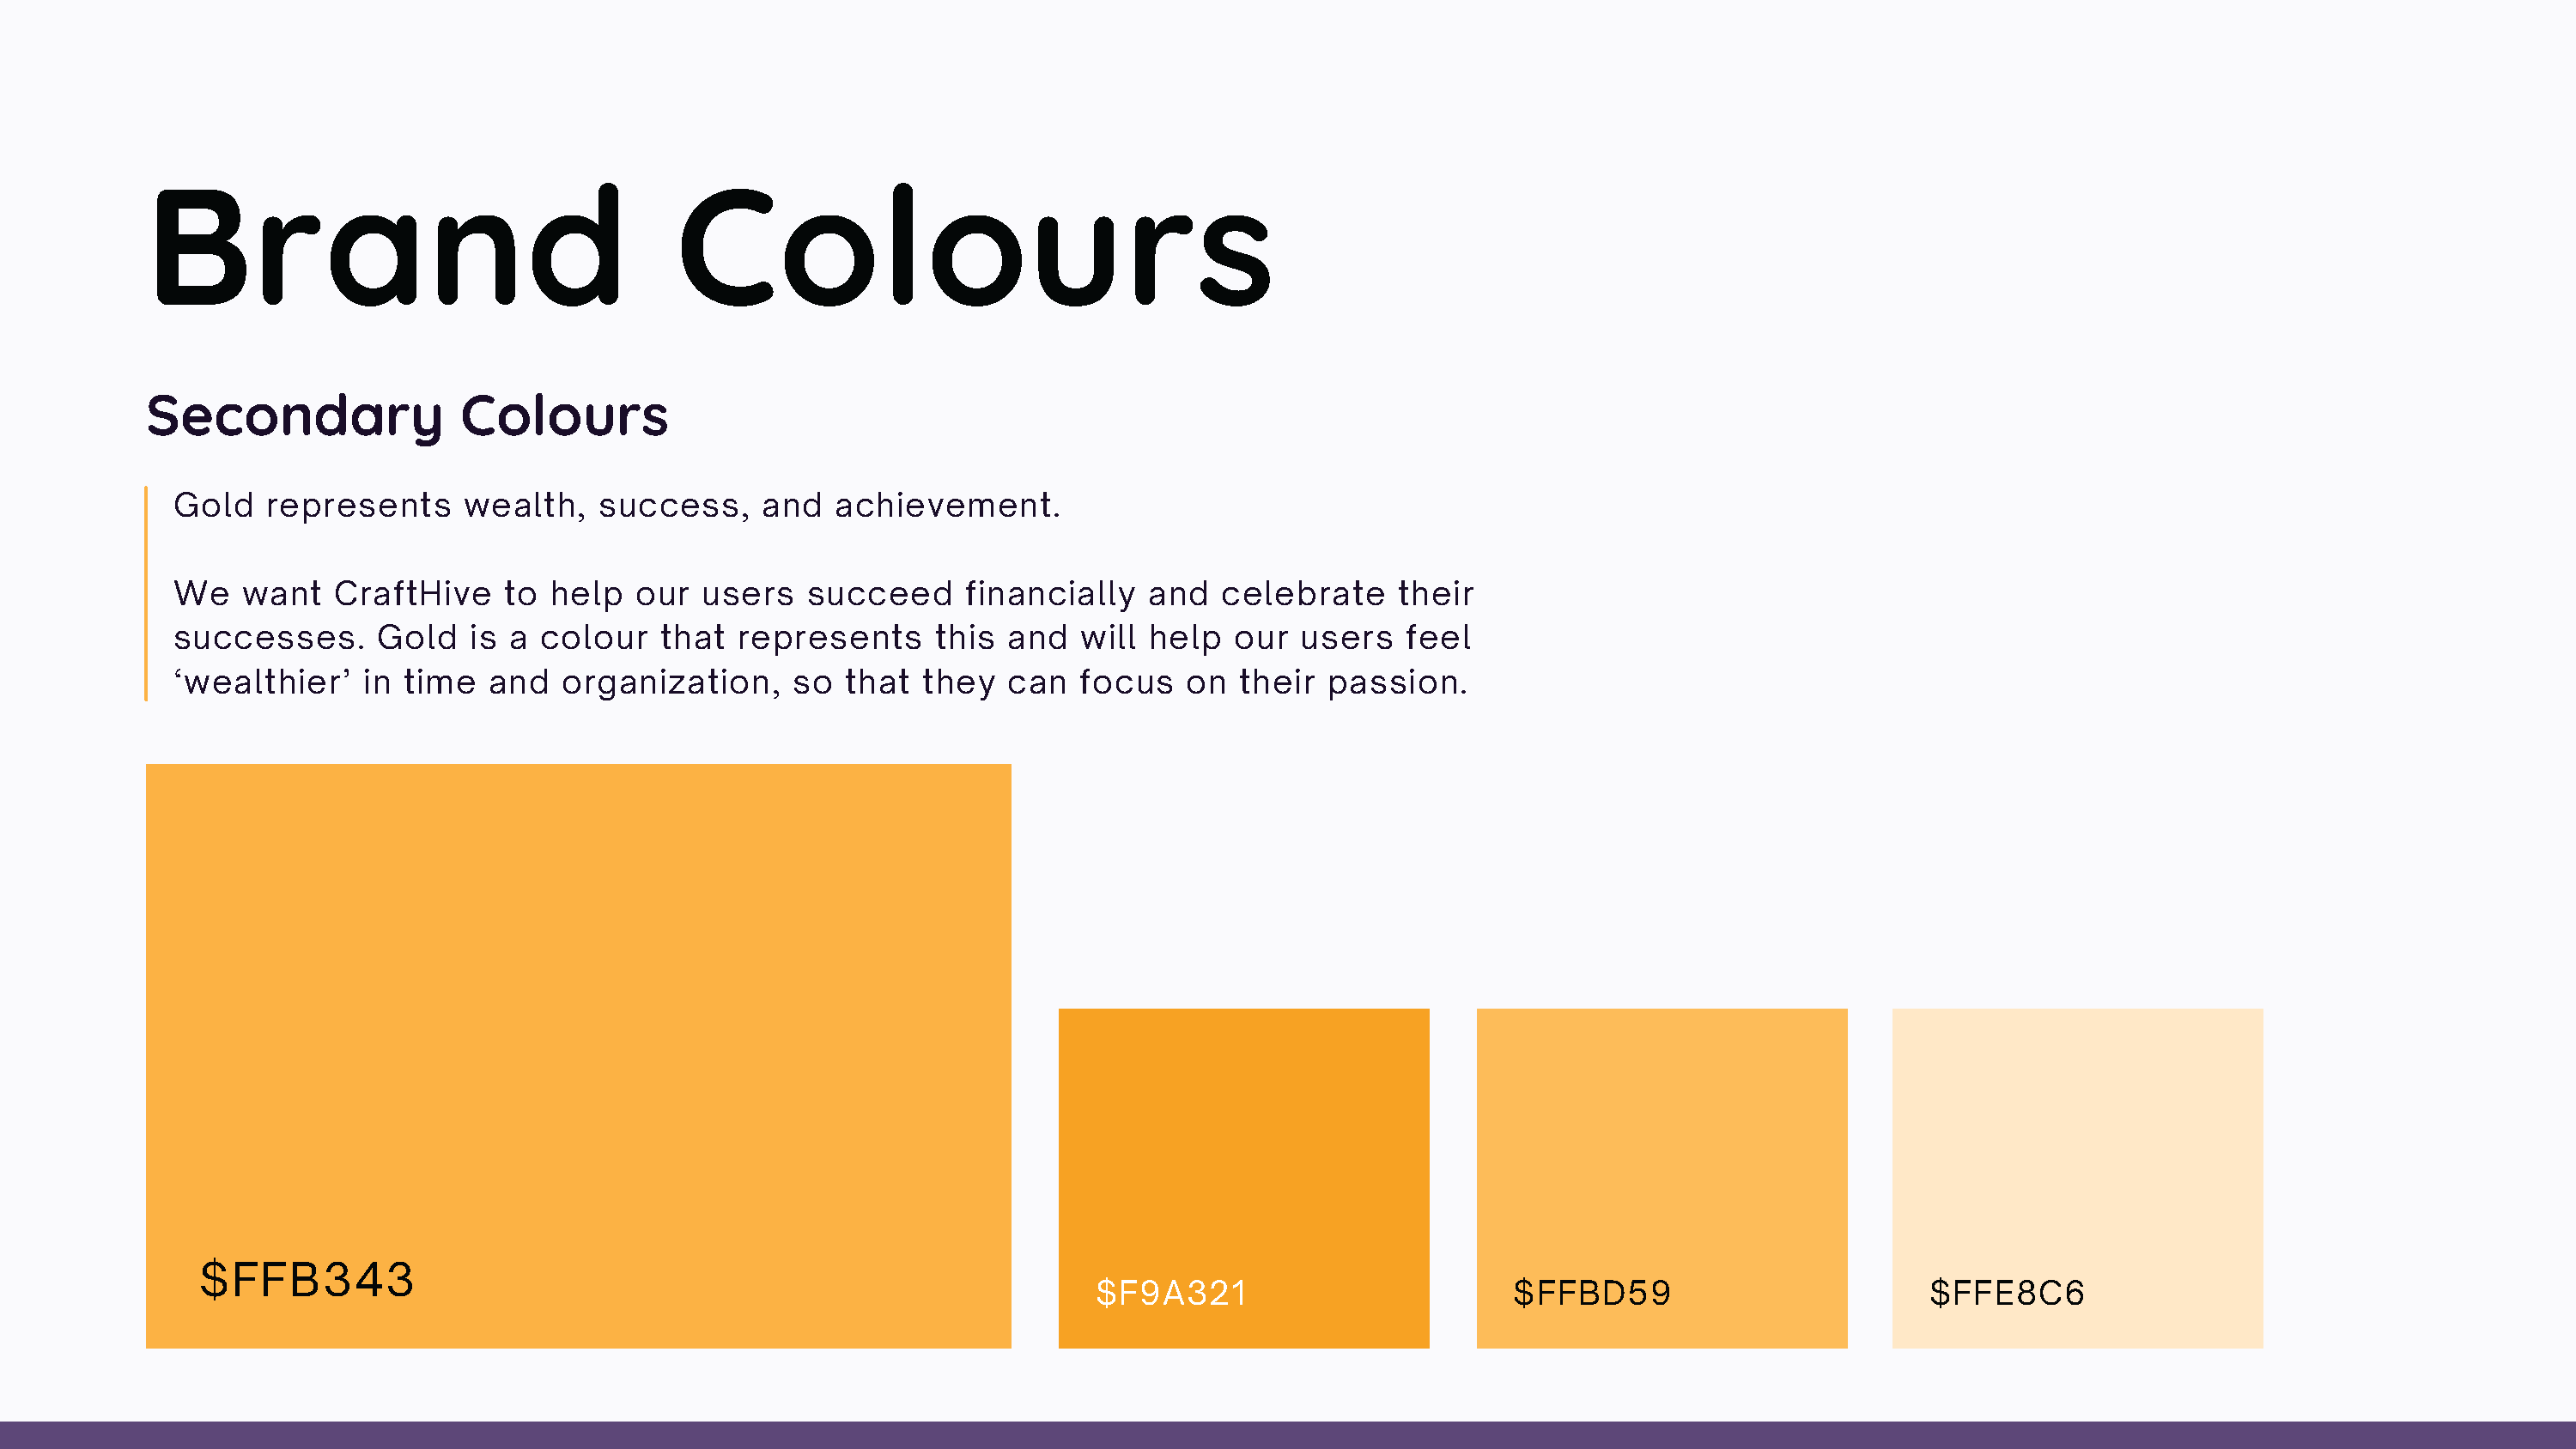 Brand Colours
Secondary Colours
Gold represents wealth, success, and achievement.
We want CraftHive to help our users succeed financially and celebrate their
successes. Gold is a colour that represents this and will help our users feel
‘wealthier’ in time and organization, so that they can focus on their passion.
$FFB343
$F9A321
$FFBD59
$FFE8C6